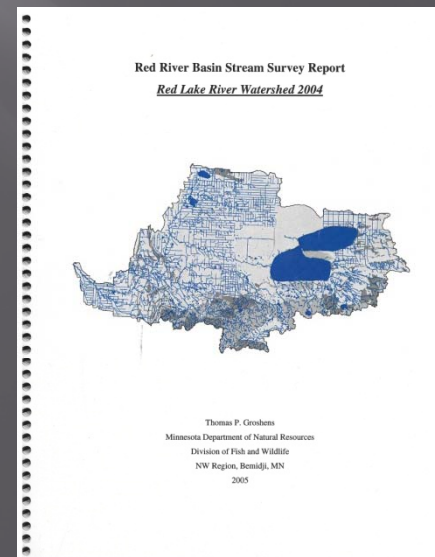 Red River Basin Stream Survey Report
Red Lake River Watershed 2004
Thomas P. Groshens
Minnesota Department of Natural Resources
Division of Fish and Wildlife
NW Region, Bemidji, MN
2005